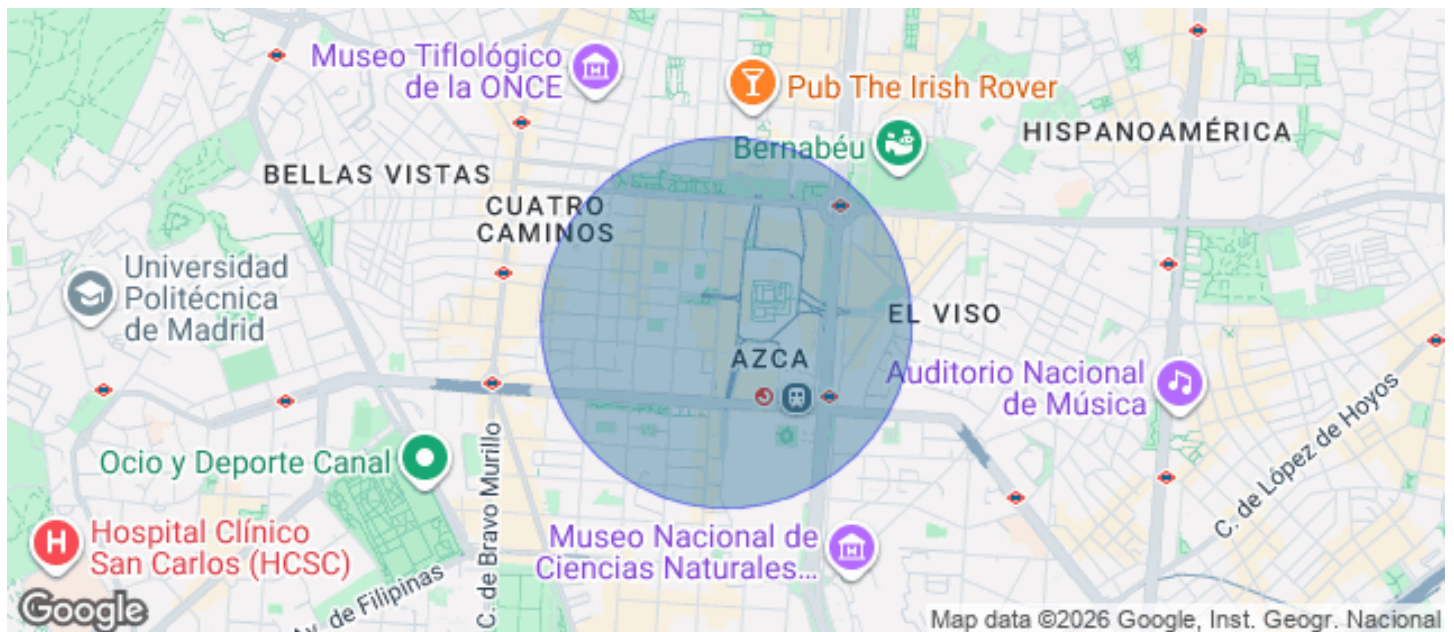 Museo Tiflológico
de la ONCE
Pub The Irish Rover
Bernabéu
HISPANOAMÉRICA
BELLAS VISTAS
CUATRO
CAMINOS
Universidad
Politécnica
de Madrid
EL VISO
AZCA
Auditorio Nacional
de Música
Ocio y Deporte Canal
C. de Bravo Murillo
C. de López de Hoyos
H
Hospital Clínico
San Carlos (HCSC)
Museo Nacional de
Ciencias Naturales...
Av. de Filipinas
Google
Map data ©2026 Google, Inst. Geogr. Nacional